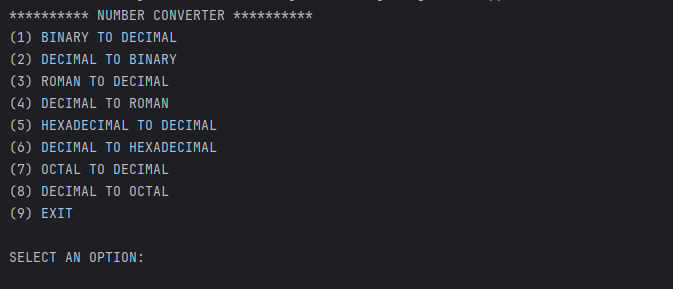 ********** NUMBER CONVERTER **********
(1) BINARY TO DECIMAL
(2) DECIMAL TO BINARY
(3) ROMAN TO DECIMAL
(4) DECIMAL TO ROMAN
(5) HEXADECIMAL TO DECIMAL
(6) DECIMAL TO HEXADECIMAL
(7) OCTAL TO DECIMAL
(8) DECIMAL TO OCTAL
(9) EXIT
SELECT AN OPTION: